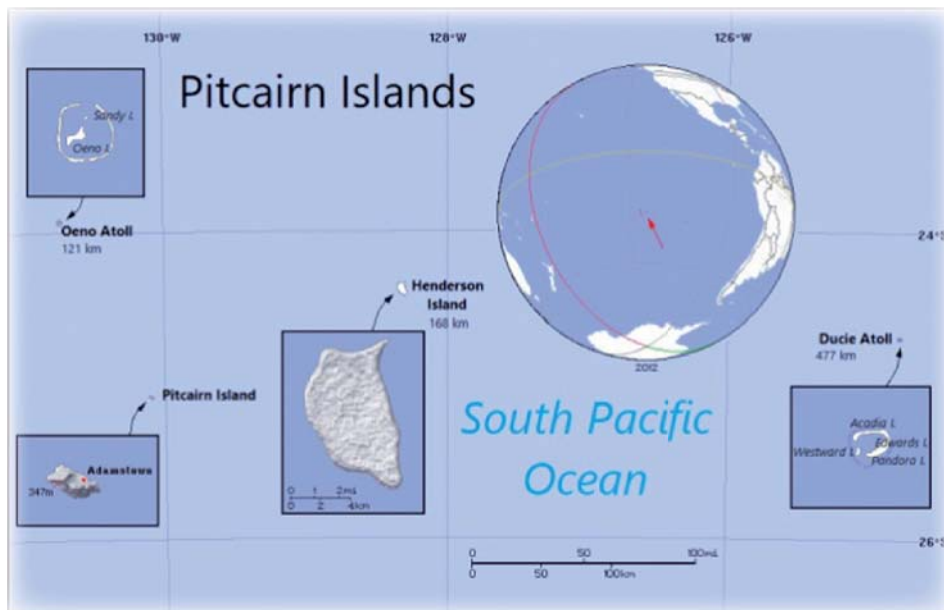 130°W
128°W
126°W
Pitcairn Islands
Sandy I.
Oeno I.
Oeno Atoll
121 km
24°S
Henderson
Island
168 km
Ducie Atoll
477 km
2012
Pitcairn Island
South Pacific
Ocean
Acadia I.
Edwards I.
Westward I.
Pandora I.
Adamstown
347m
0 1 2mi
0 2 4km
0 50 100mi
0 50 100km
26°S